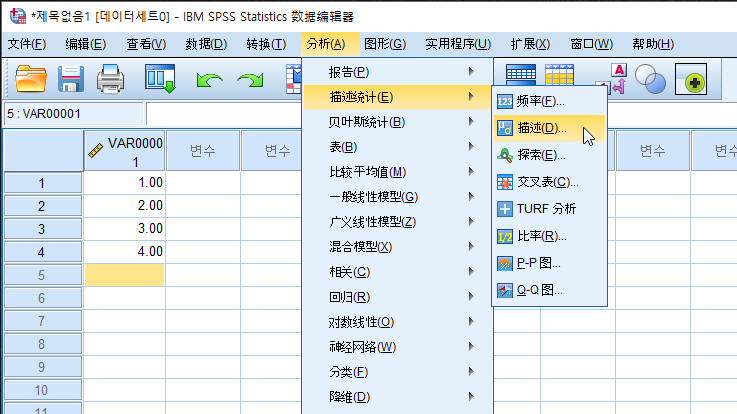 *제목없음1 [데이터세트0] - IBM SPSS Statistics 数据编辑器
文件(F) 编辑(E) 查看(V) 数据(D) 转换(T) 分析(A) 图形(G) 实用程序(U) 扩展(X) 窗口(W) 帮助(H)
5 : VAR00001
VAR0000
1
변수
변수
변수
변수
1 1.00
2 2.00
3 3.00
4 4.00
5
6
7
8
9
10
11
报告(P)
描述统计(E)
贝叶斯统计(B)
表(B)
比较平均值(M)
一般线性模型(G)
广义线性模型(Z)
混合模型(X)
相关(C)
回归(R)
对数线性(O)
神经网络(W)
分类(F)
降维(D)
123 频率(F)...
μσ 描述(D)...
探索(E)...
交叉表(C)...
TURF 分析
1/2 比率(R)...
P-P 图...
Q-Q 图...
A